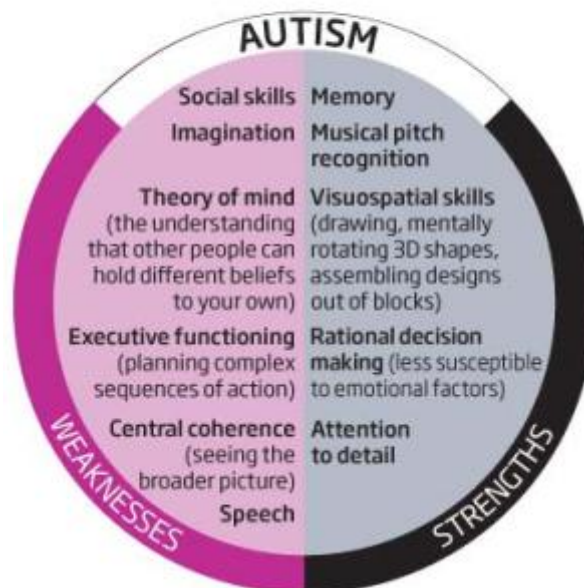 AUTISM
Social skills
Imagination
Theory of mind
(the understanding
that other people can
hold different beliefs
to your own)
Executive functioning
(planning complex
sequences of action)
Central coherence
(seeing the
broader picture)
Speech
WEAKNESSES
Memory
Musical pitch
recognition
Visuospatial skills
(drawing, mentally
rotating 3D shapes,
assembling designs
out of blocks)
Rational decision
making (less susceptible
to emotional factors)
Attention
to detail
STRENGTHS